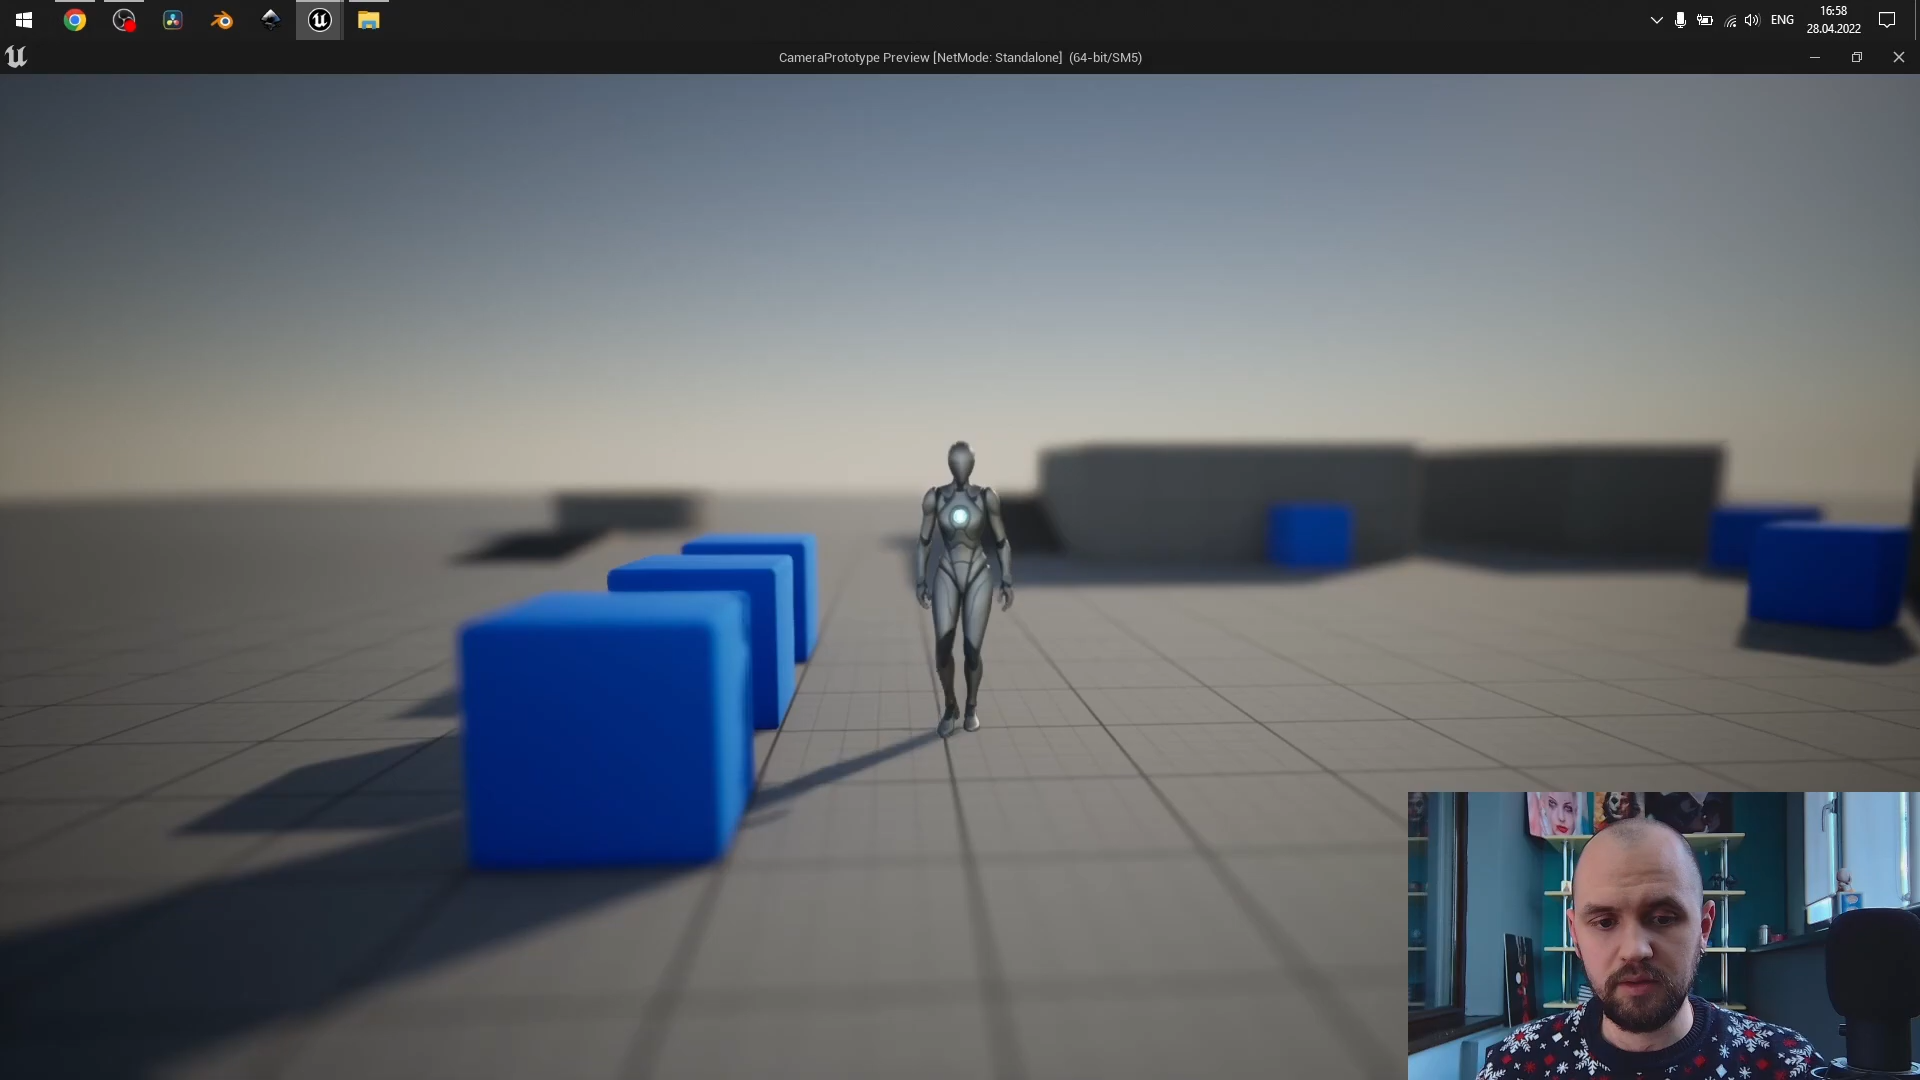 ENG
16:58
28.04.2022
CameraPrototype Preview [NetMode: Standalone] (64-bit/SM5)